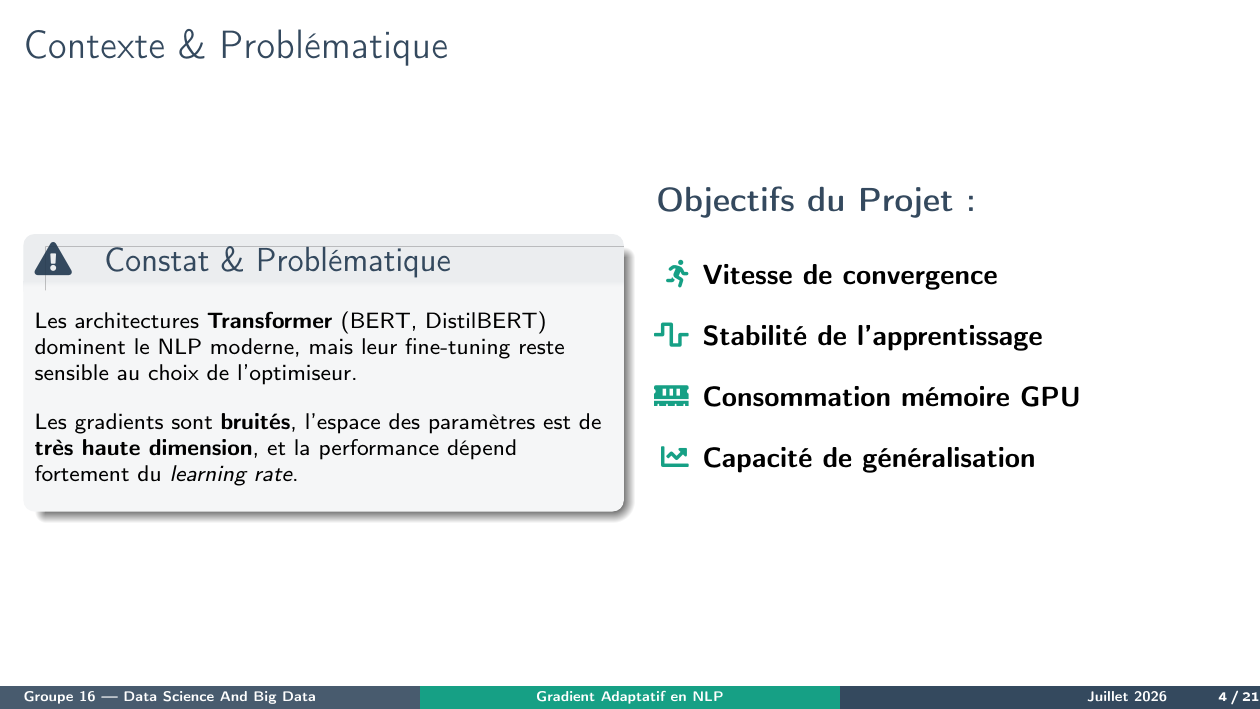 Contexte & Problématique
Constat & Problématique
Les architectures Transformer (BERT, DistilBERT)
dominent le NLP moderne, mais leur fine-tuning reste
sensible au choix de l'optimiseur.
Les gradients sont bruités, l'espace des paramètres est de
très haute dimension, et la performance dépend
fortement du learning rate.
Objectifs du Projet :
Vitesse de convergence
Stabilité de l'apprentissage
Consommation mémoire GPU
Capacité de généralisation
Groupe 16 — Data Science And Big Data
Gradient Adaptatif en NLP
Juillet 2026
4 / 21